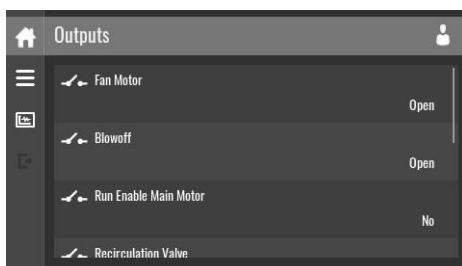 Outputs
Fan Motor
Open
Blowoff
Open
Run Enable Main Motor
No
Recirculation Valve